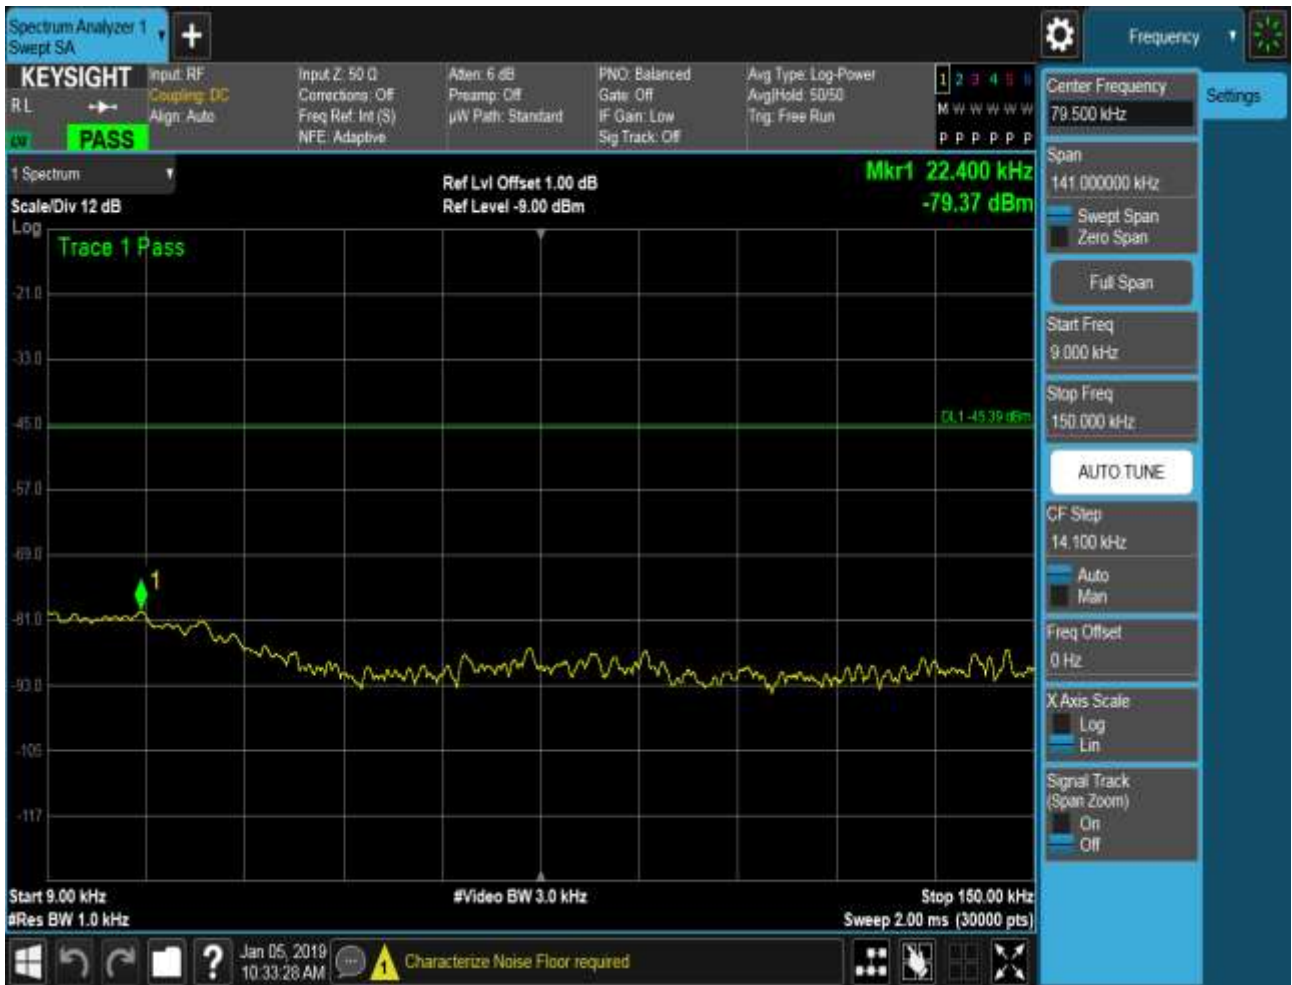 Spectrum Analyzer 1
Swept SA
+
Frequency
KEYSIGHT
R L
PASS
Input: RF
Coupling: DC
Align: Auto
Input Z: 50 Ω
Corrections: Off
Freq Ref: Int (S)
NFE: Adaptive
Atten: 6 dB
Preamp: Off
µW Path: Standard
PNO: Balanced
Gate: Off
IF Gain: Low
Sig Track: Off
Avg Type: Log-Power
Avg|Hold: 50/50
Trig: Free Run
1 2 3 4 5 6
M W W W W W
P P P P P P
1 Spectrum
Scale/Div 12 dB
Log
Ref Lvl Offset 1.00 dB
Ref Level -9.00 dBm
Mkr1 22.400 kHz
-79.37 dBm
Trace 1 Pass
-21.0
-33.0
-45.0
DL1 -45.39 dBm
-57.0
-69.0
1
-81.0
-93.0
-105
-117
Start 9.00 kHz
#Res BW 1.0 kHz
#Video BW 3.0 kHz
Stop 150.00 kHz
Sweep 2.00 ms (30000 pts)
Center Frequency
79.500 kHz
Settings
Span
141.000000 kHz
Swept Span
Zero Span
Full Span
Start Freq
9.000 kHz
Stop Freq
150.000 kHz
AUTO TUNE
CF Step
14.100 kHz
Auto
Man
Freq Offset
0 Hz
X Axis Scale
Log
Lin
Signal Track
(Span Zoom)
On
Off
?
Jan 05, 2019
10:33:28 AM
1
Characterize Noise Floor required